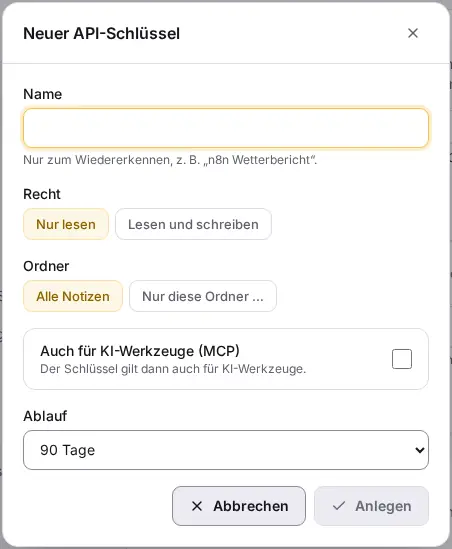 Neuer API-Schlüssel
Name
Nur zum Wiedererkennen, z. B. „n8n Wetterbericht“.
Recht
Nur lesen
Lesen und schreiben
Ordner
Alle Notizen
Nur diese Ordner ...
Auch für KI-Werkzeuge (MCP)
Der Schlüssel gilt dann auch für KI-Werkzeuge.
Ablauf
90 Tage
Abbrechen
Anlegen